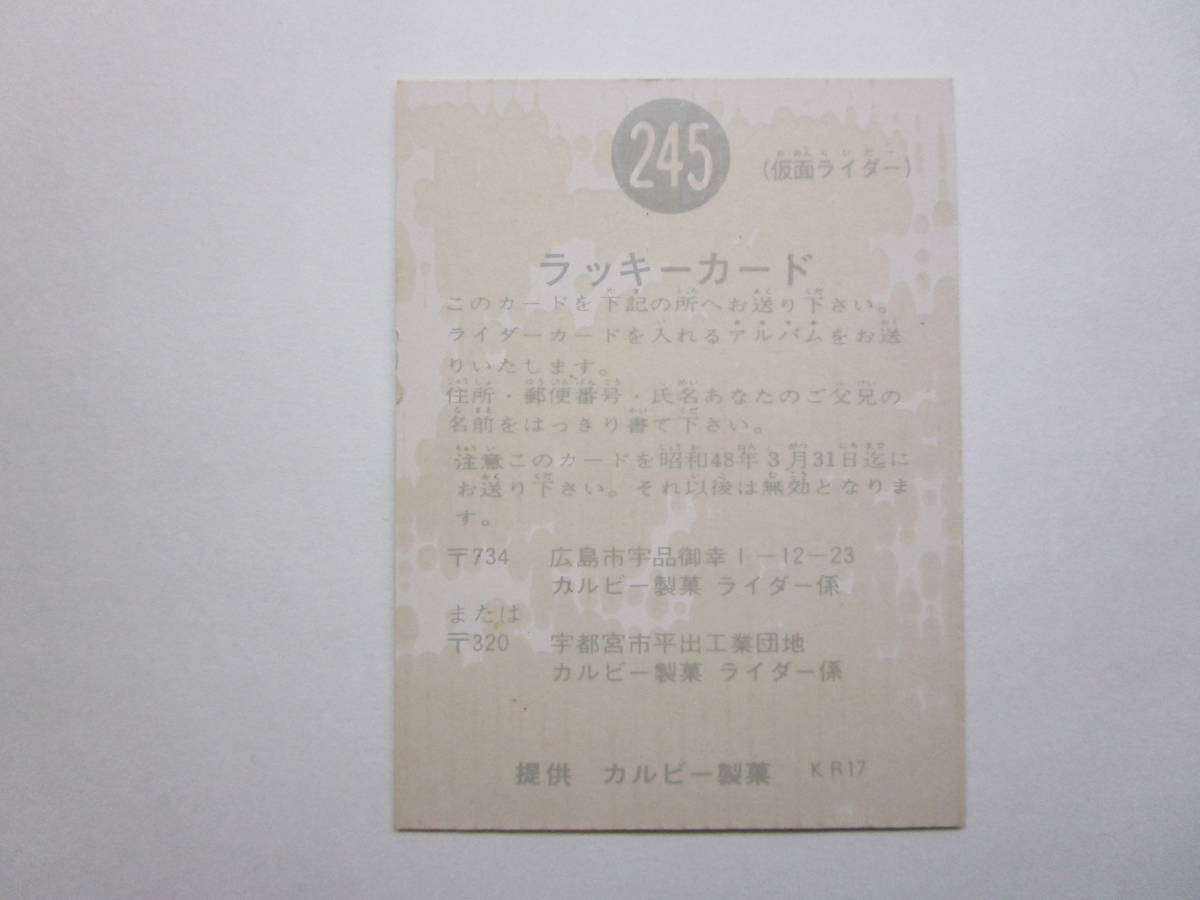 245
(仮面ライダー)
ラッキーカード
このカードを下記の所へお送り下さい。
ライダーカードを入れるアルバムをお送
りいたします。
住所・郵便番号・氏名あなたのご父兄の
名前をはっきり書て下さい。
注意このカードを昭和48年3月31日迄に
お送り下さい。それ以後は無効となりま
す。
〒734 広島市宇品御幸1-12-23
カルビー製菓 ライダー係
または
〒320 宇都宮市平出工業団地
カルビー製菓 ライダー係
提供 カルビー製菓 KR17